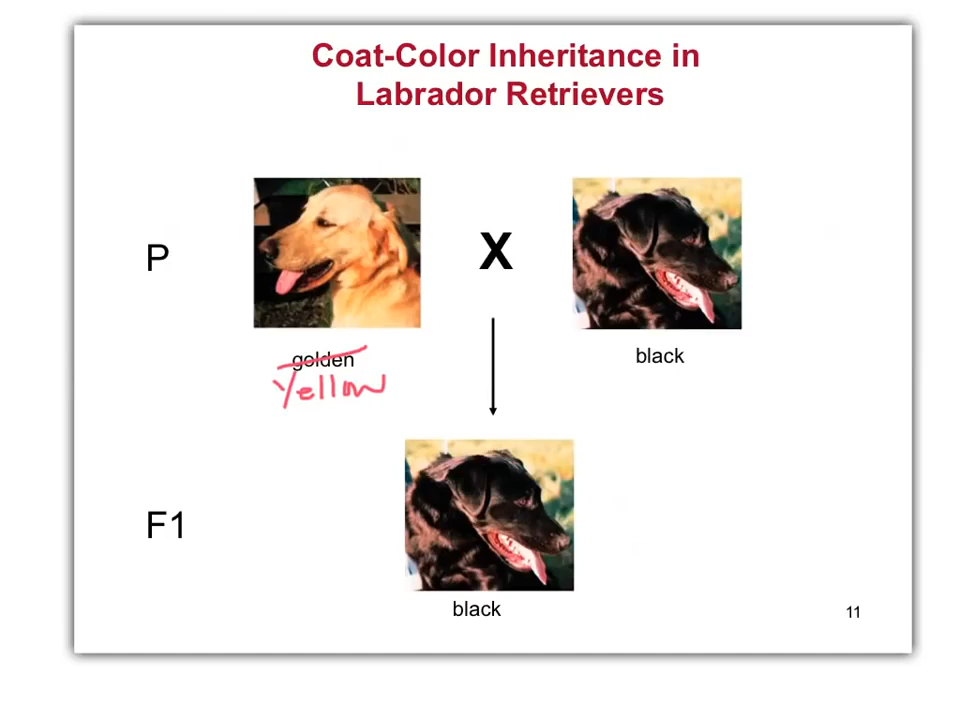 Coat-Color Inheritance in
Labrador Retrievers
P
X
golden
Yellow
black
F1
black
11